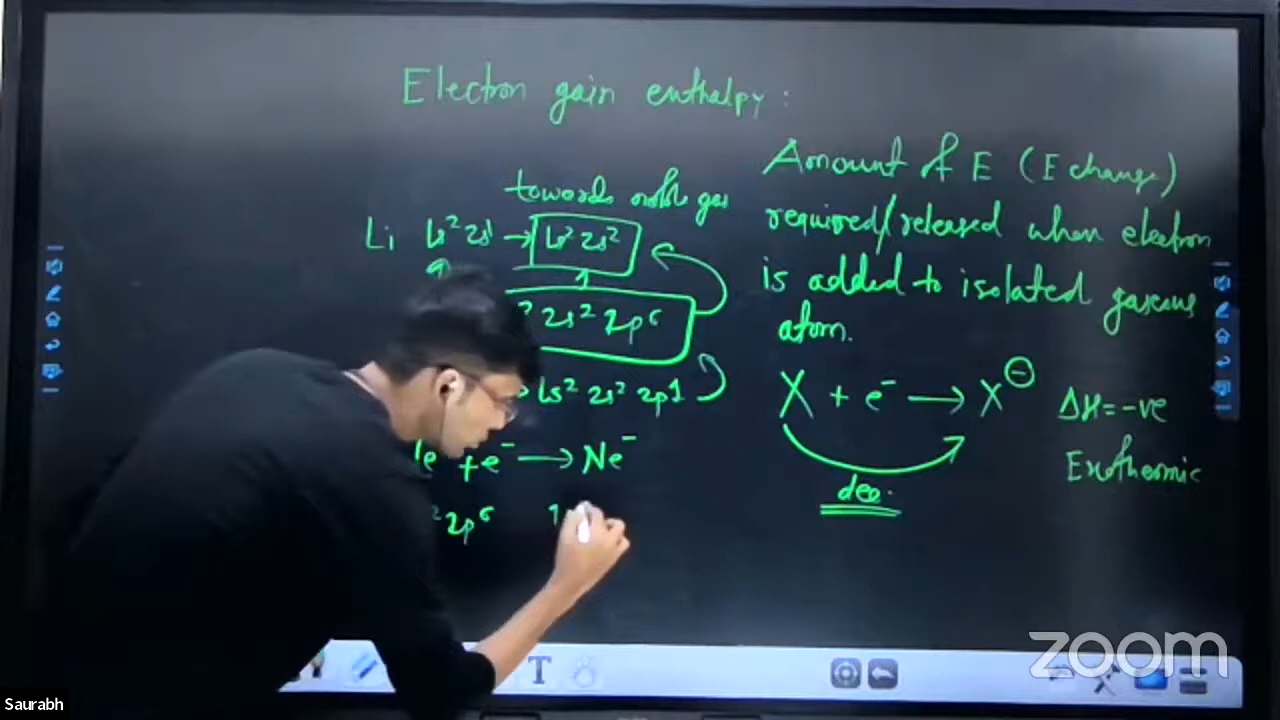 Electron gain enthalpy :
towards noble gas
Li 1s² 2s¹ → 1s² 2s²
2s² 2p⁶
1s² 2s² 2p1
+ e⁻ → Ne⁻
2p⁶ 1
Amount of E (E change)
required/released when electron
is added to isolated gaseous
atom.
X + e⁻ → X⊖ ΔH = -ve
Exothermic
dec.
T
zoom
Saurabh